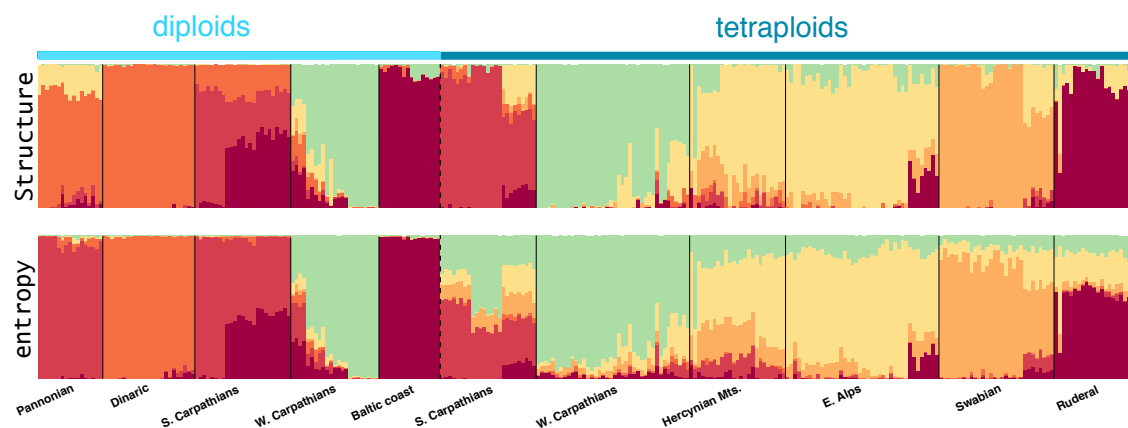 diploids tetraploids
Structure
entropy
Pannonian Dinaric S. Carpathians W. Carpathians Baltic coast S. Carpathians W. Carpathians Hercynian Mts. E. Alps Swabian Ruderal